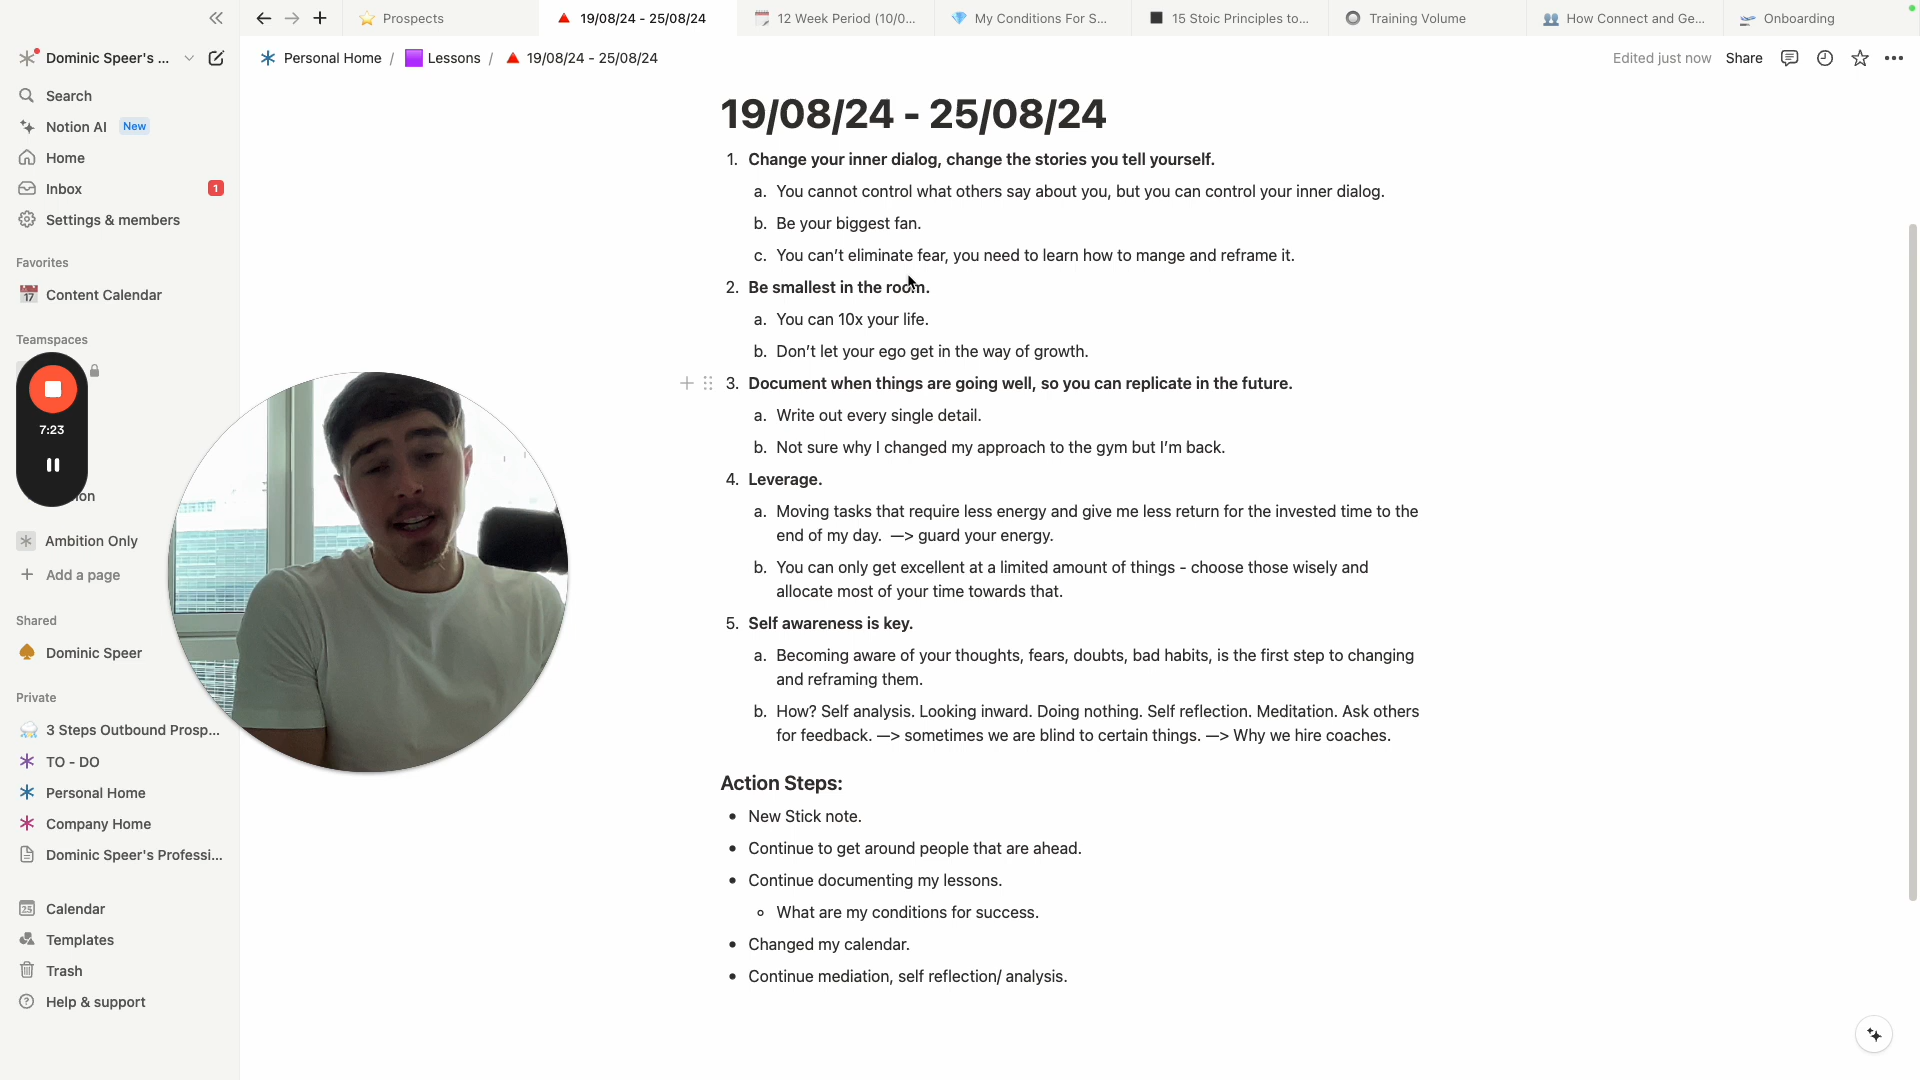 Prospects
19/08/24 - 25/08/24
12 Week Period (10/0...
My Conditions For S...
15 Stoic Principles to...
Training Volume
How Connect and Ge...
Onboarding
Dominic Speer's ...
Personal Home / Lessons / 19/08/24 - 25/08/24
Edited just now
Share
Search
Notion AI New
Home
Inbox 1
Settings & members
Favorites
Content Calendar
Teamspaces
7:23
Ambition Only
Add a page
Shared
Dominic Speer
Private
3 Steps Outbound Prosp...
TO - DO
Personal Home
Company Home
Dominic Speer's Professi...
Calendar
Templates
Trash
Help & support
19/08/24 - 25/08/24
1. Change your inner dialog, change the stories you tell yourself.
a. You cannot control what others say about you, but you can control your inner dialog.
b. Be your biggest fan.
c. You can't eliminate fear, you need to learn how to mange and reframe it.
2. Be smallest in the room.
a. You can 10x your life.
b. Don't let your ego get in the way of growth.
3. Document when things are going well, so you can replicate in the future.
a. Write out every single detail.
b. Not sure why I changed my approach to the gym but I'm back.
4. Leverage.
a. Moving tasks that require less energy and give me less return for the invested time to the
end of my day. —> guard your energy.
b. You can only get excellent at a limited amount of things - choose those wisely and
allocate most of your time towards that.
5. Self awareness is key.
a. Becoming aware of your thoughts, fears, doubts, bad habits, is the first step to changing
and reframing them.
b. How? Self analysis. Looking inward. Doing nothing. Self reflection. Meditation. Ask others
for feedback. —> sometimes we are blind to certain things. —> Why we hire coaches.
Action Steps:
• New Stick note.
• Continue to get around people that are ahead.
• Continue documenting my lessons.
◦ What are my conditions for success.
• Changed my calendar.
• Continue mediation, self reflection/ analysis.